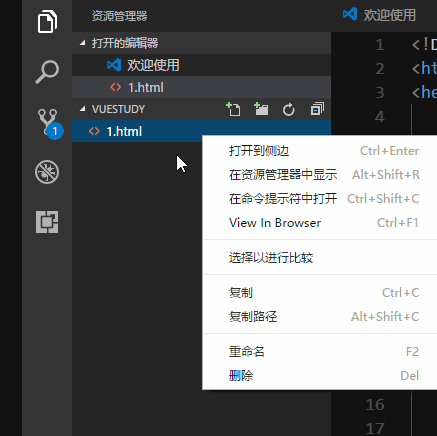 资源管理器
打开的编辑器
欢迎使用
<> 1.html
VUESTUDY
<> 1.html
欢迎使用
1 <!D
2 <ht
3 <he
4
打开到侧边 Ctrl+Enter
在资源管理器中显示 Alt+Shift+R
在命令提示符中打开 Ctrl+Shift+C
View In Browser Ctrl+F1
选择以进行比较
复制 Ctrl+C
复制路径 Alt+Shift+C
重命名 F2
删除 Del
16
17
1